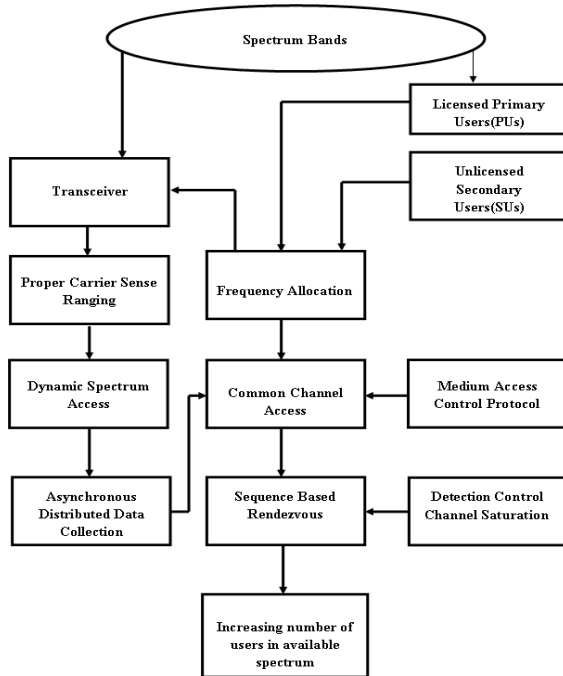 Spectrum Bands
Licensed Primary
Users(PUs)
Unlicensed
Secondary
Users(SUs)
Transceiver
Proper Carrier Sense
Ranging
Frequency Allocation
Dynamic Spectrum
Access
Common Channel
Access
Medium Access
Control Protocol
Asynchronous
Distributed Data
Collection
Sequence Based
Rendezvous
Detection Control
Channel Saturation
Increasing number of
users in available
spectrum